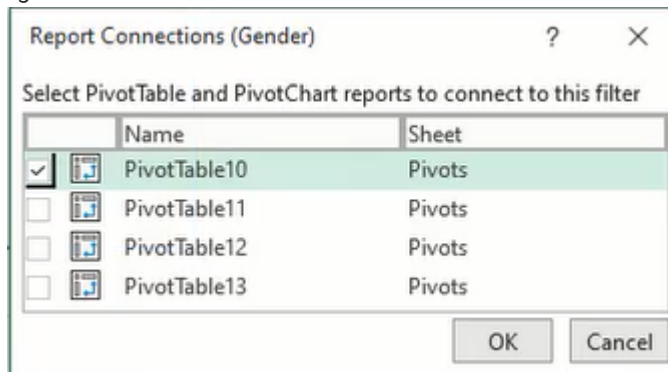 Report Connections (Gender) ? ×
Select PivotTable and PivotChart reports to connect to this filter
Name Sheet
PivotTable10 Pivots
PivotTable11 Pivots
PivotTable12 Pivots
PivotTable13 Pivots
OK Cancel